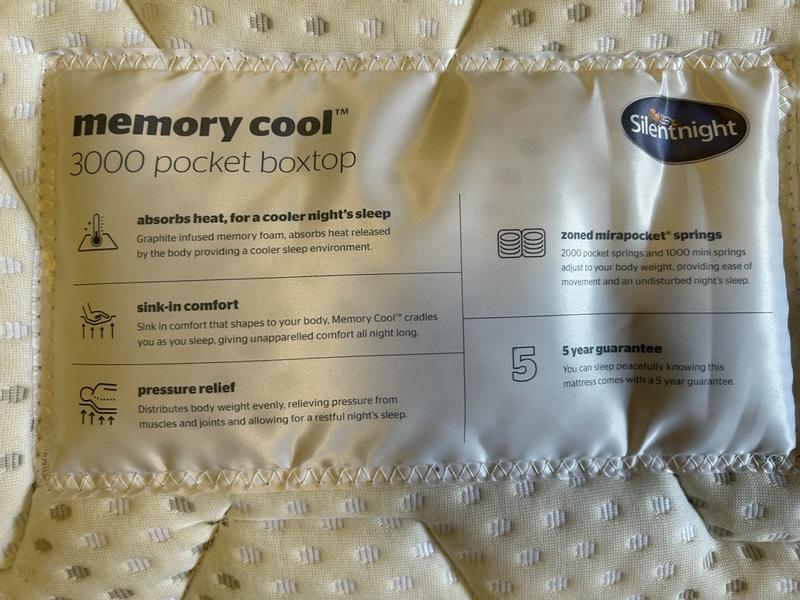 memory cool™
3000 pocket boxtop
Silentnight
absorbs heat, for a cooler night's sleep
Graphite infused memory foam, absorbs heat released
by the body providing a cooler sleep environment.
sink-in comfort
Sink in comfort that shapes to your body, Memory Cool™ cradles
you as you sleep, giving unapparelled comfort all night long.
pressure relief
Distributes body weight evenly, relieving pressure from
muscles and joints and allowing for a restful night's sleep.
zoned mirapocket® springs
2000 pocket springs and 1000 mini springs
adjust to your body weight, providing ease of
movement and an undisturbed night's sleep.
5
5 year guarantee
You can sleep peacefully knowing this
mattress comes with a 5 year guarantee.